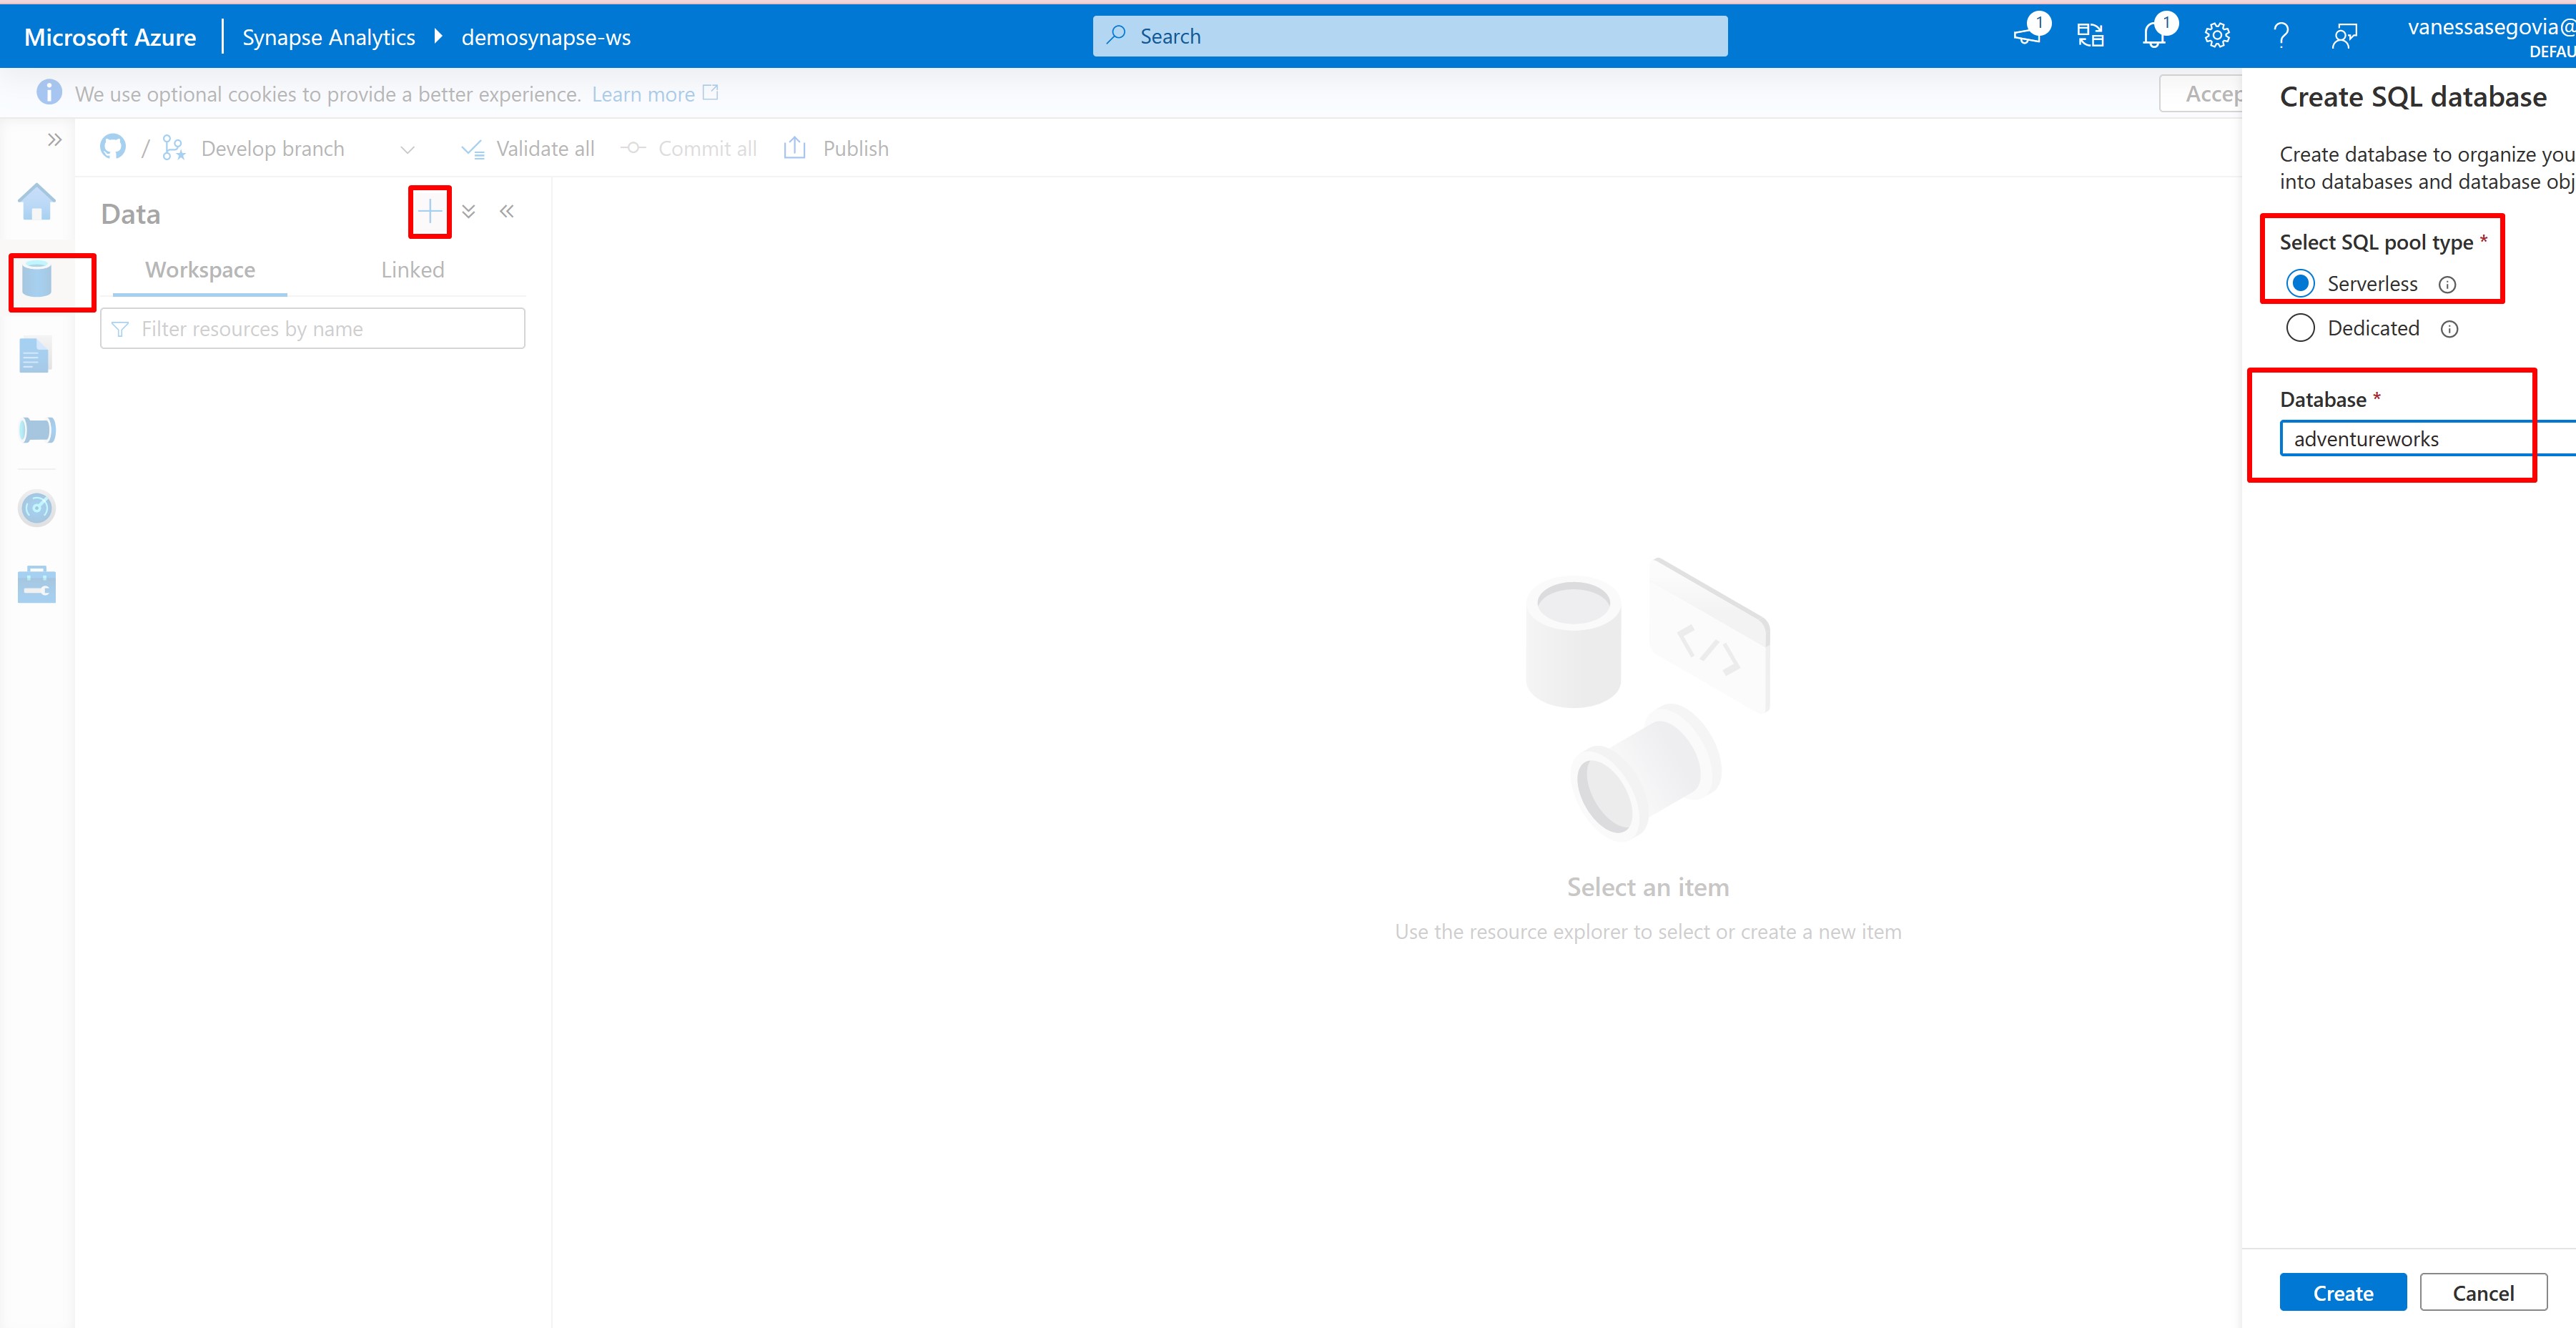 Microsoft Azure
Synapse Analytics
demosynapse-ws
Search
1
1
vanessasegovia@
DEFAU
We use optional cookies to provide a better experience. Learn more
Accep
/ Develop branch
Validate all
Commit all
Publish
Data
Workspace
Linked
Filter resources by name
Select an item
Use the resource explorer to select or create a new item
Create SQL database
Create database to organize you
into databases and database obj
Select SQL pool type *
Serverless
Dedicated
Database *
adventureworks
Create
Cancel